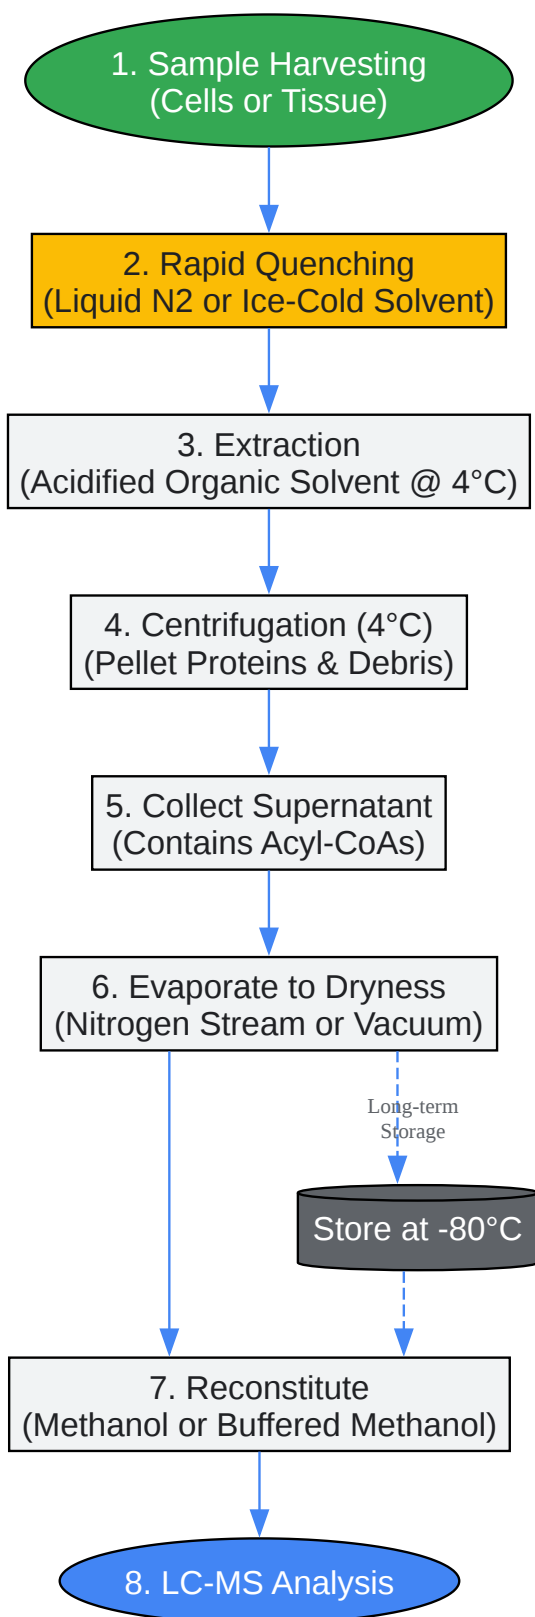 1. Sample Harvesting
(Cells or Tissue)
2. Rapid Quenching
(Liquid N2 or Ice-Cold Solvent)
3. Extraction
(Acidified Organic Solvent @ 4°C)
4. Centrifugation (4°C)
(Pellet Proteins & Debris)
5. Collect Supernatant
(Contains Acyl-CoAs)
6. Evaporate to Dryness
(Nitrogen Stream or Vacuum)
Long-term
Storage
Store at -80°C
7. Reconstitute
(Methanol or Buffered Methanol)
8. LC-MS Analysis